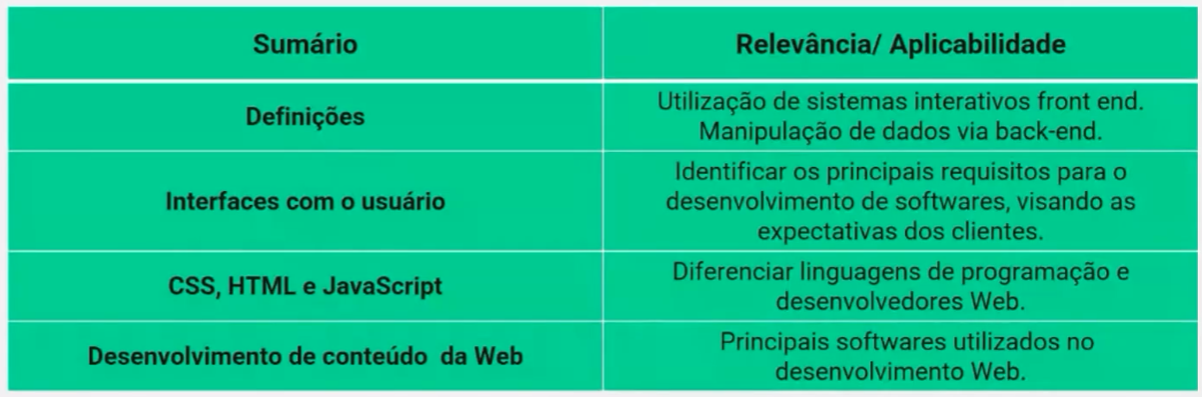 Sumário
Relevância/ Aplicabilidade
Definições
Utilização de sistemas interativos front end.
Manipulação de dados via back-end.
Interfaces com o usuário
Identificar os principais requisitos para o
desenvolvimento de softwares, visando as
expectativas dos clientes.
CSS, HTML e JavaScript
Diferenciar linguagens de programação e
desenvolvedores Web.
Desenvolvimento de conteúdo da Web
Principais softwares utilizados no
desenvolvimento Web.